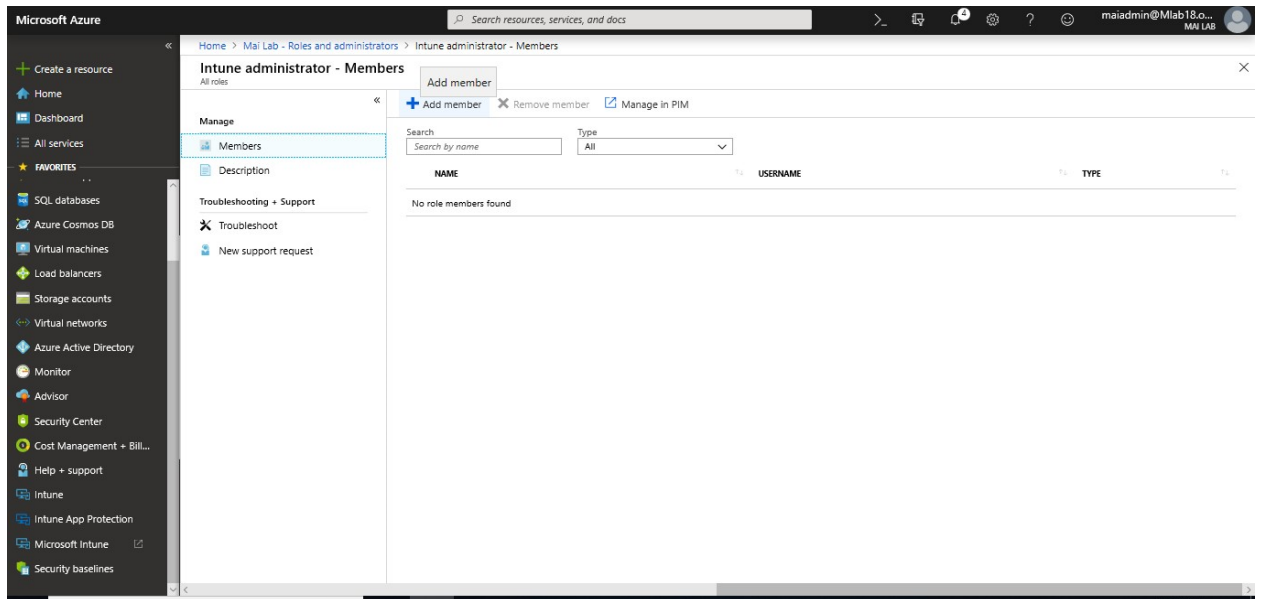 Microsoft Azure
Search resources, services, and docs
>_
4
?
maiadmin@Mlab18.o...
MAI LAB
«
Create a resource
Home
Dashboard
All services
FAVORITES
SQL databases
Azure Cosmos DB
Virtual machines
Load balancers
Storage accounts
Virtual networks
Azure Active Directory
Monitor
Advisor
Security Center
Cost Management + Bill...
Help + support
Intune
Intune App Protection
Microsoft Intune
Security baselines
Home > Mai Lab - Roles and administrators > Intune administrator - Members
Intune administrator - Members
All roles
«
Manage
Members
Description
Troubleshooting + Support
Troubleshoot
New support request
Add member
Add member Remove member Manage in PIM
Search Type
Search by name All
NAME USERNAME TYPE
No role members found